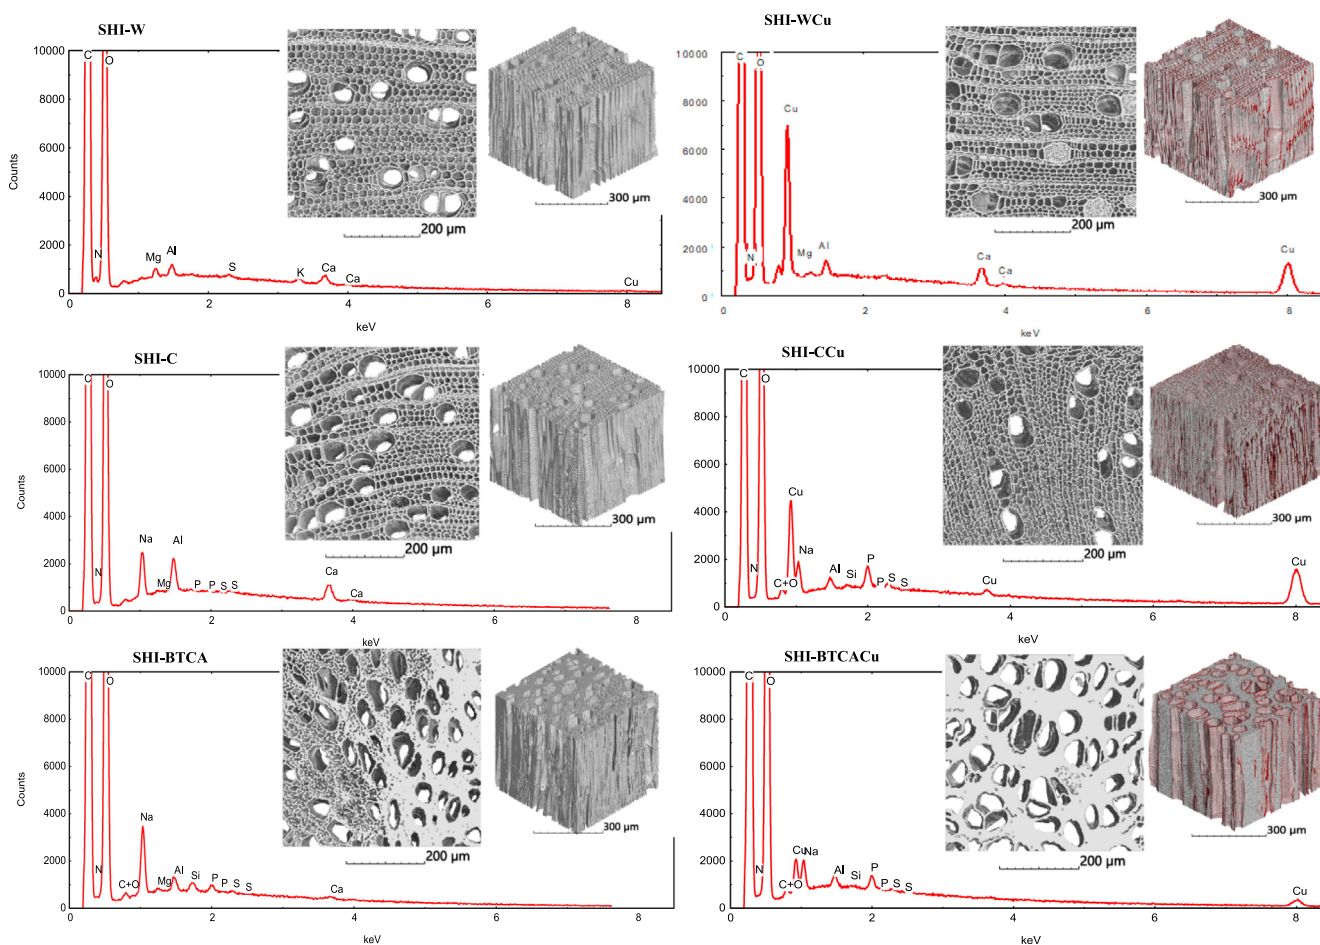 SHI-W
10000
8000
6000
4000
2000
0
Counts
C
O
N
Mg
Al
S
K
Ca
Ca
Cu
0
2
4
6
8
keV
200 µm
300 µm
SHI-WCu
10000
8000
6000
4000
2000
0
C
O
N
Cu
Mg
Al
Ca
Ca
Cu
0
2
4
6
8
keV
200 µm
300 µm
SHI-C
10000
8000
6000
4000
2000
0
Counts
C
O
N
Na
Mg
Al
P
P
S
S
Ca
Ca
0
2
4
6
8
keV
200 µm
300 µm
SHI-CCu
10000
8000
6000
4000
2000
0
C
O
N
C+O
Cu
Na
Al
Si
P
P
S
S
Cu
Cu
0
2
4
6
8
keV
200 µm
300 µm
SHI-BTCA
10000
8000
6000
4000
2000
0
Counts
C
O
N
C+O
Na
Mg
Al
Si
P
P
S
S
Ca
0
2
4
6
8
keV
200 µm
300 µm
SHI-BTCACu
10000
8000
6000
4000
2000
0
C
O
N
C+O
Cu
Na
Al
Si
P
P
S
S
Cu
0
2
4
6
8
keV
200 µm
300 µm